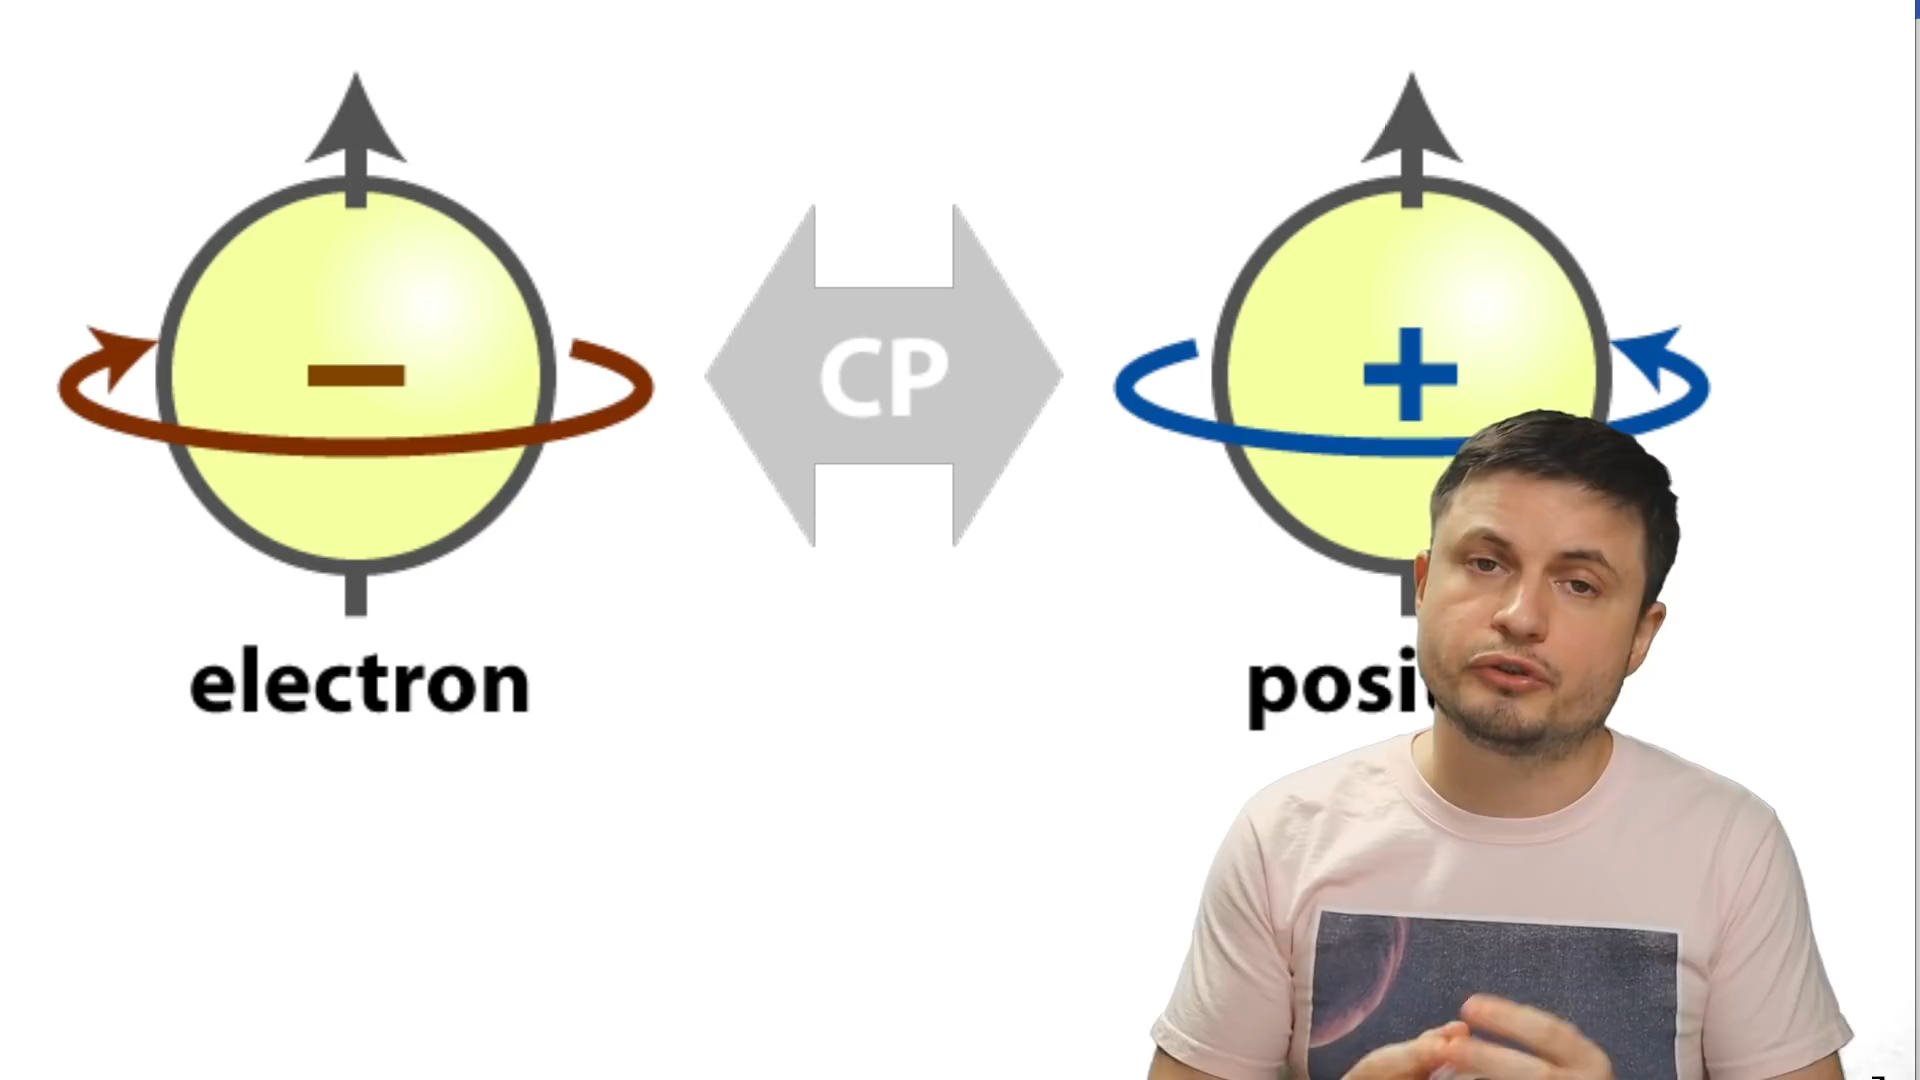 −
CP
+
electron
posi